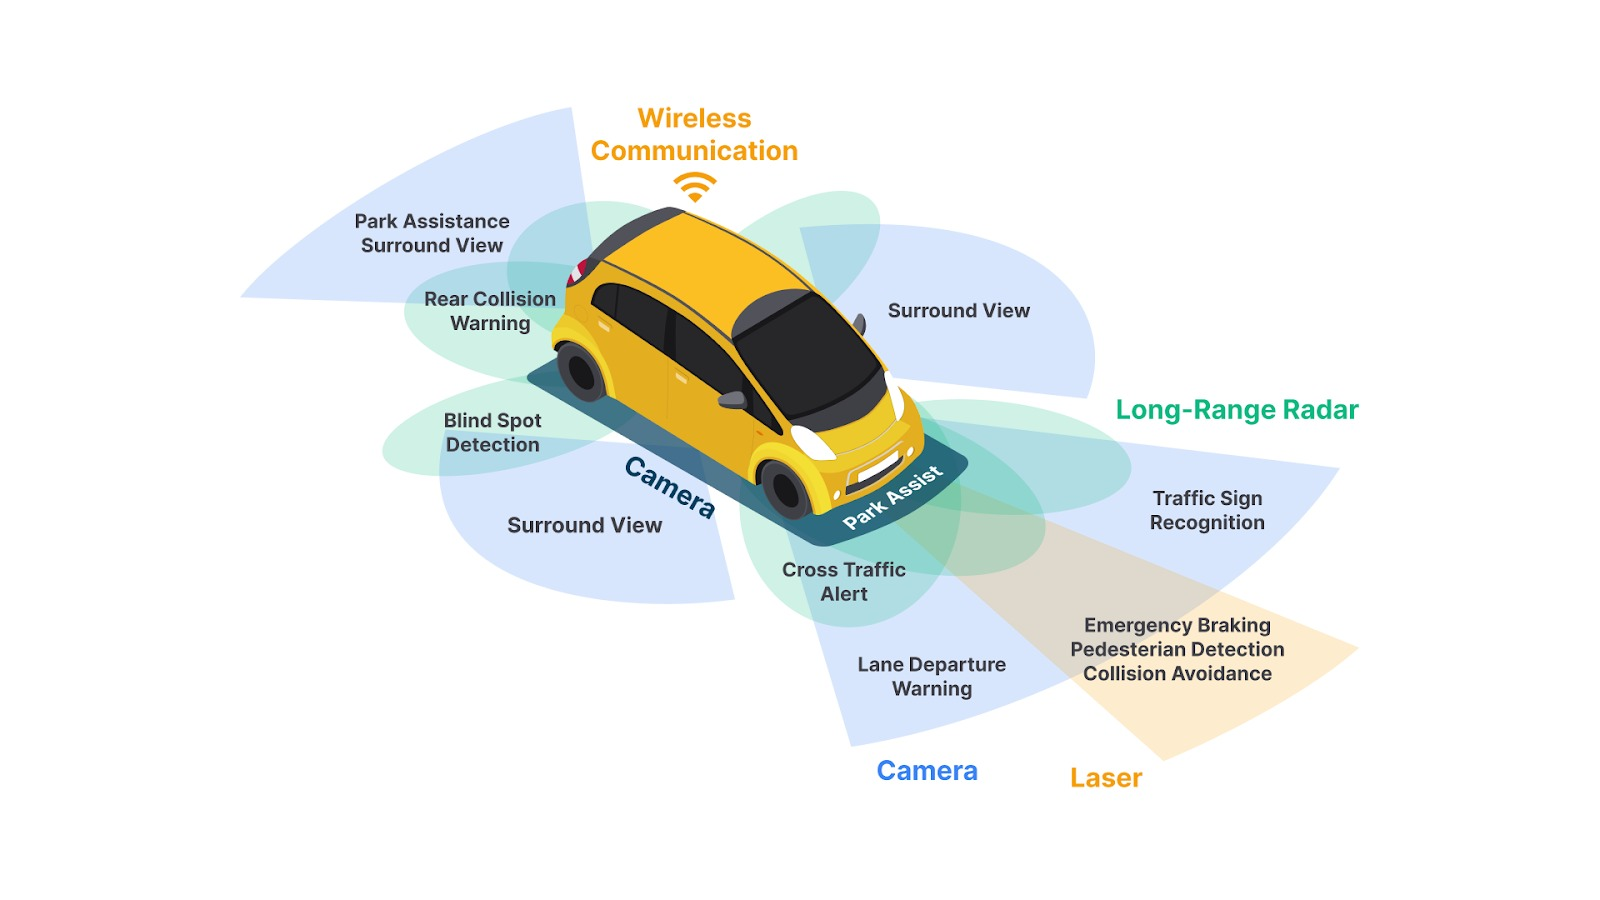 Wireless
Communication
Park Assistance
Surround View
Rear Collision
Warning
Surround View
Blind Spot
Detection
Long-Range Radar
Camera
Park Assist
Traffic Sign
Recognition
Surround View
Cross Traffic
Alert
Emergency Braking
Pedesterian Detection
Collision Avoidance
Lane Departure
Warning
Camera
Laser